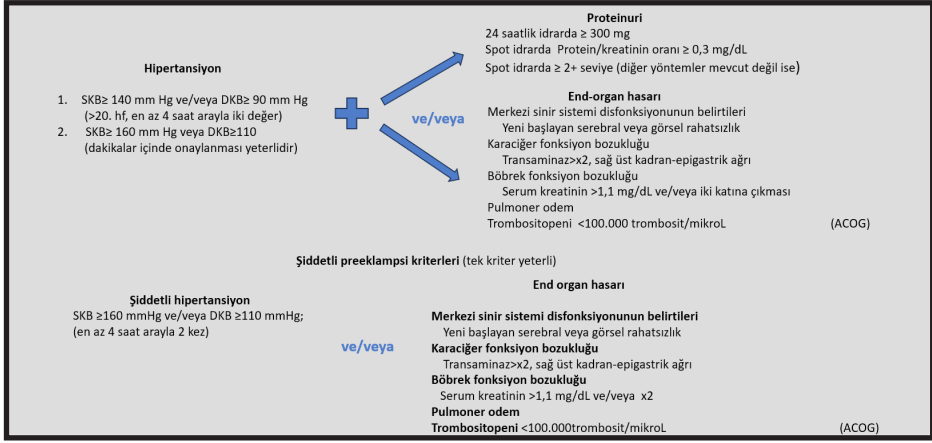 Hipertansiyon
1. SKB≥ 140 mm Hg ve/veya DKB≥ 90 mm Hg
(>20. hf, en az 4 saat arayla iki değer)
2. SKB≥ 160 mm Hg veya DKB≥110
(dakikalar içinde onaylanması yeterlidir)
Proteinuri
24 saatlik idrarda ≥ 300 mg
Spot idrarda Protein/kreatinin oranı ≥ 0,3 mg/dL
Spot idrarda ≥ 2+ seviye (diğer yöntemler mevcut değil ise)
ve/veya
End-organ hasarı
Merkezi sinir sistemi disfonksiyonunun belirtileri
Yeni başlayan serebral veya görsel rahatsızlık
Karaciğer fonksiyon bozukluğu
Transaminaz>x2, sağ üst kadran-epigastrik ağrı
Böbrek fonksiyon bozukluğu
Serum kreatinin >1,1 mg/dL ve/veya iki katına çıkması
Pulmoner odem
Trombositopeni <100.000 trombosit/mikroL (ACOG)
Şiddetli preeklampsi kriterleri (tek kriter yeterli)
Şiddetli hipertansiyon
SKB ≥160 mmHg ve/veya DKB ≥110 mmHg;
(en az 4 saat arayla 2 kez)
ve/veya
End organ hasarı
Merkezi sinir sistemi disfonksiyonunun belirtileri
Yeni başlayan serebral veya görsel rahatsızlık
Karaciğer fonksiyon bozukluğu
Transaminaz>x2, sağ üst kadran-epigastrik ağrı
Böbrek fonksiyon bozukluğu
Serum kreatinin >1,1 mg/dL ve/veya x2
Pulmoner odem
Trombositopeni <100.000trombosit/mikroL (ACOG)